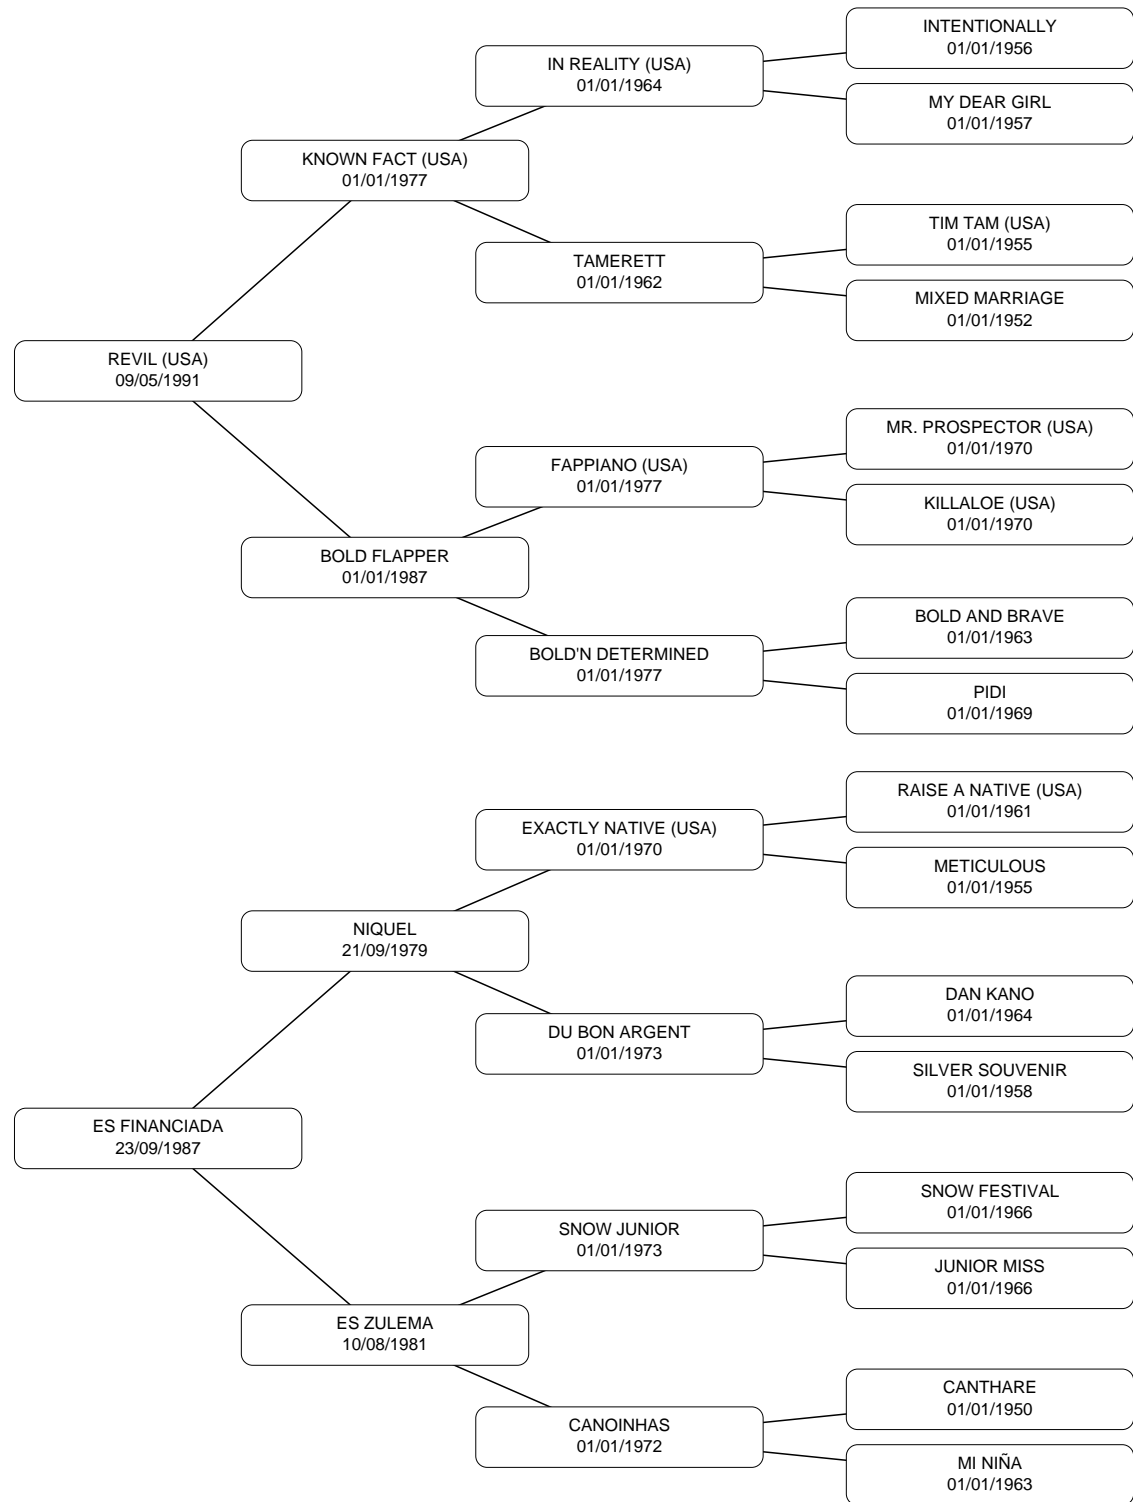 INTENTIONALLY
01/01/1956
IN REALITY (USA)
01/01/1964
MY DEAR GIRL
01/01/1957
KNOWN FACT (USA)
01/01/1977
TIM TAM (USA)
01/01/1955
TAMERETT
01/01/1962
MIXED MARRIAGE
01/01/1952
REVIL (USA)
09/05/1991
MR. PROSPECTOR (USA)
01/01/1970
FAPPIANO (USA)
01/01/1977
KILLALOE (USA)
01/01/1970
BOLD FLAPPER
01/01/1987
BOLD AND BRAVE
01/01/1963
BOLD'N DETERMINED
01/01/1977
PIDI
01/01/1969
RAISE A NATIVE (USA)
01/01/1961
EXACTLY NATIVE (USA)
01/01/1970
METICULOUS
01/01/1955
NIQUEL
21/09/1979
DAN KANO
01/01/1964
DU BON ARGENT
01/01/1973
SILVER SOUVENIR
01/01/1958
ES FINANCIADA
23/09/1987
SNOW FESTIVAL
01/01/1966
SNOW JUNIOR
01/01/1973
JUNIOR MISS
01/01/1966
ES ZULEMA
10/08/1981
CANTHARE
01/01/1950
CANOINHAS
01/01/1972
MI NIÑA
01/01/1963